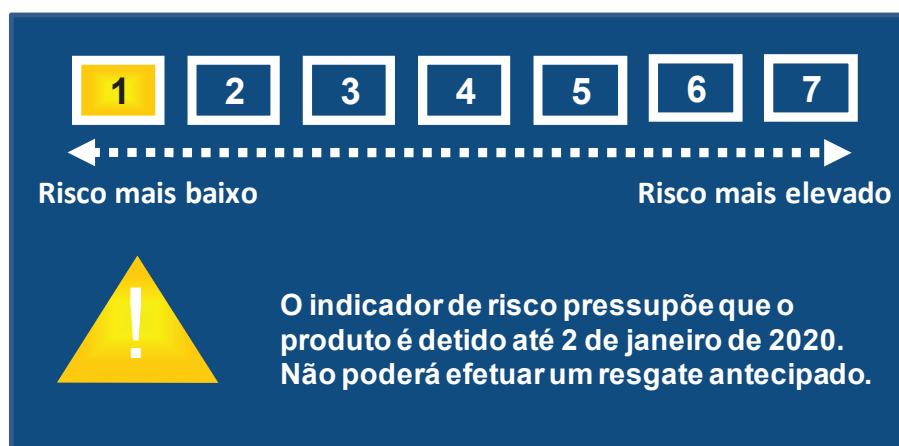 1 2 3 4 5 6 7
Risco mais baixo Risco mais elevado
!
O indicador de risco pressupõe que o
produto é detido até 2 de janeiro de 2020.
Não poderá efetuar um resgate antecipado.